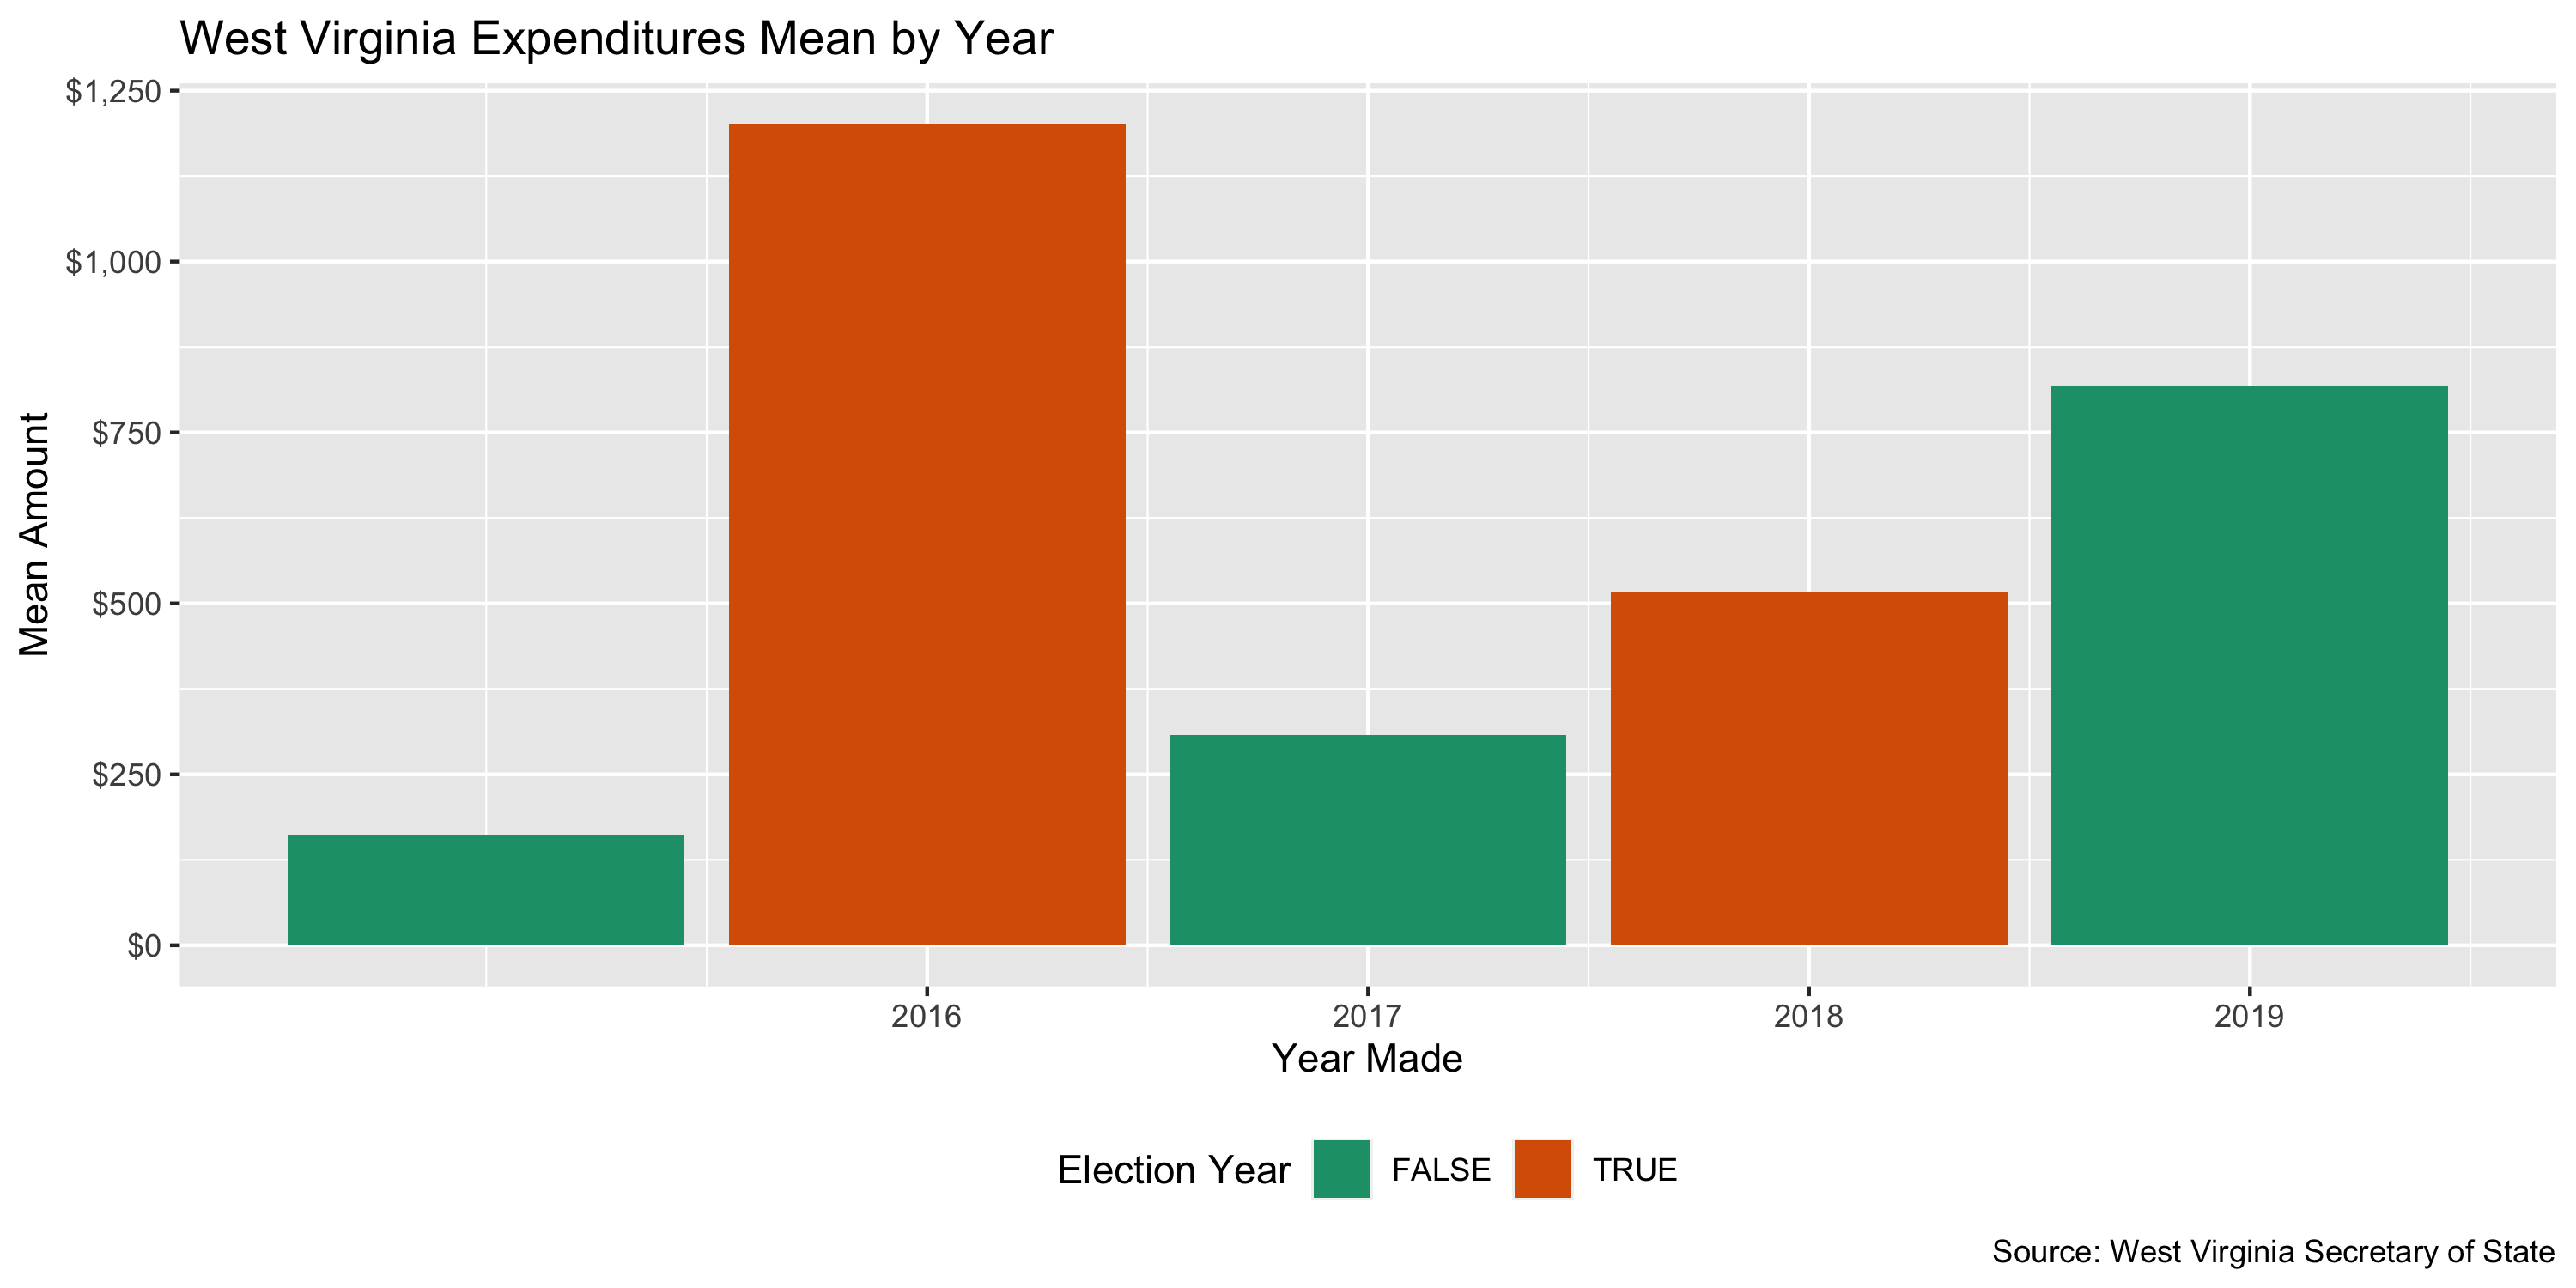 West Virginia Expenditures Mean by Year
$1,250
$1,000
$750
$500
$250
$0
Mean Amount
2016 2017 2018 2019
Year Made
Election Year FALSE TRUE
Source: West Virginia Secretary of State